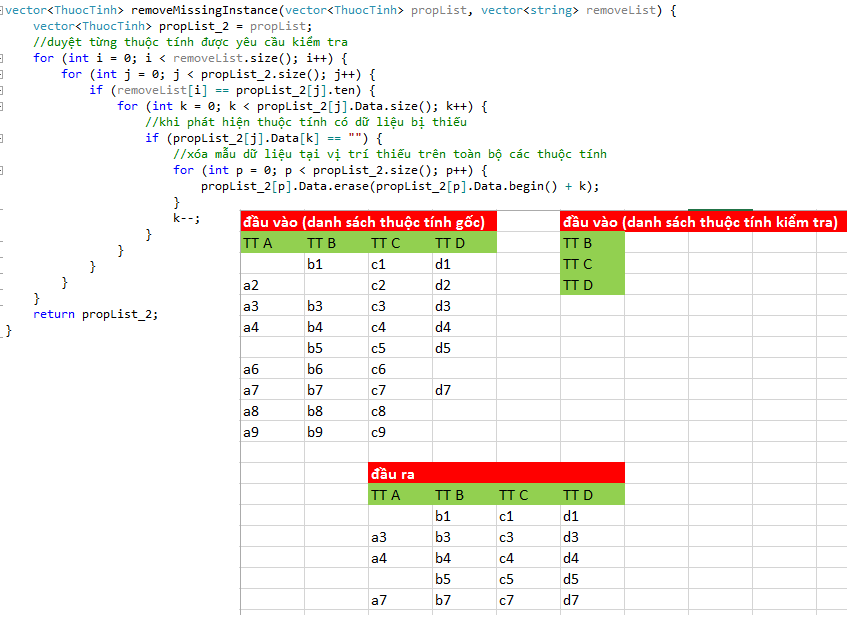 vector<ThuocTinh> removeMissingInstance(vector<ThuocTinh> propList, vector<string> removeList) {
vector<ThuocTinh> propList_2 = propList;
//duyệt từng thuộc tính được yêu cầu kiểm tra
for (int i = 0; i < removeList.size(); i++) {
for (int j = 0; j < propList_2.size(); j++) {
if (removeList[i] == propList_2[j].ten) {
for (int k = 0; k < propList_2[j].Data.size(); k++) {
//khi phát hiện thuộc tính có dữ liệu bị thiếu
if (propList_2[j].Data[k] == "") {
//xóa mẫu dữ liệu tại vị trí thiếu trên toàn bộ các thuộc tính
for (int p = 0; p < propList_2.size(); p++) {
propList_2[p].Data.erase(propList_2[p].Data.begin() + k);
}
k--;
}
}
}
}
}
return propList_2;
}
đầu vào (danh sách thuộc tính gốc)
TT A TT B TT C TT D
b1 c1 d1
a2 c2 d2
a3 b3 c3 d3
a4 b4 c4 d4
b5 c5 d5
a6 b6 c6
a7 b7 c7 d7
a8 b8 c8
a9 b9 c9
đầu vào (danh sách thuộc tính kiểm tra)
TT B
TT C
TT D
đầu ra
TT A TT B TT C TT D
b1 c1 d1
a3 b3 c3 d3
a4 b4 c4 d4
b5 c5 d5
a7 b7 c7 d7